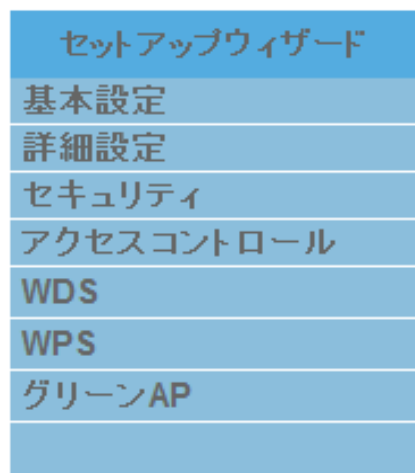 セットアップウィザード
基本設定
詳細設定
セキュリティ
アクセスコントロール
WDS
WPS
グリーンAP